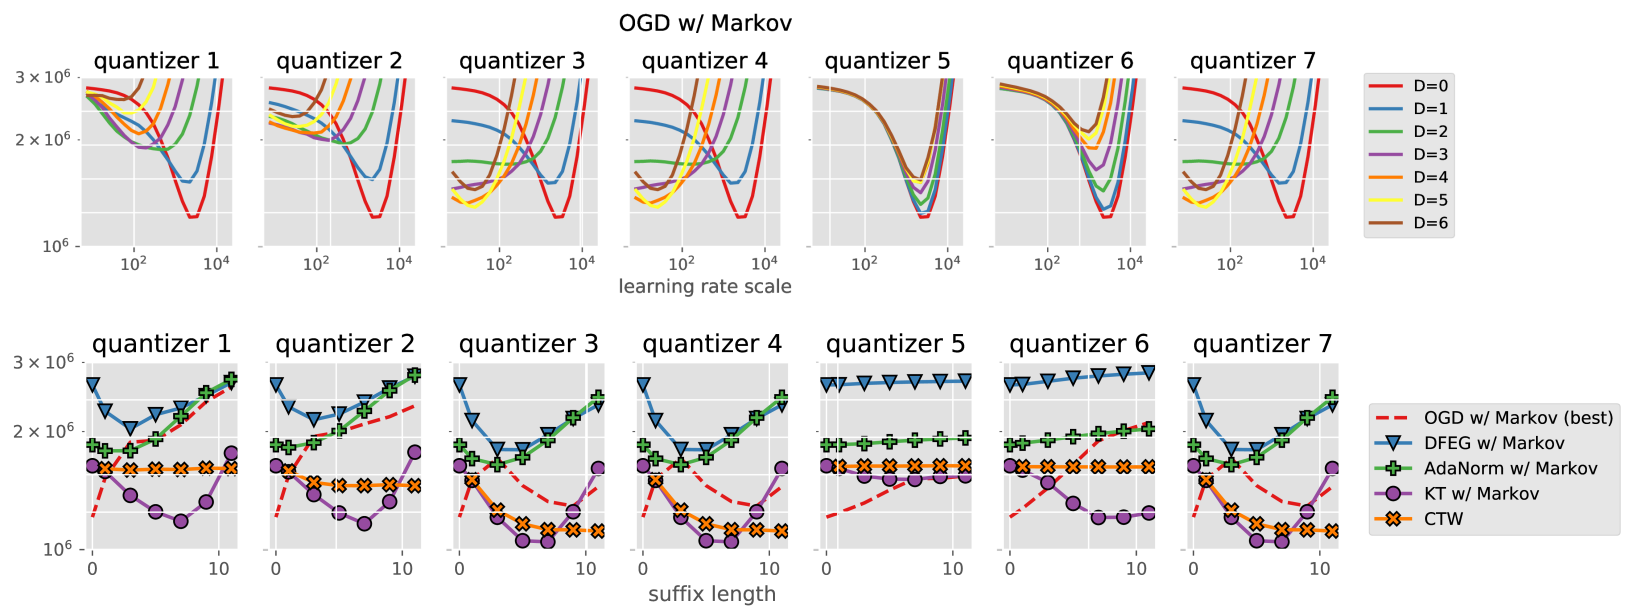 OGD w/ Markov
quantizer 1 quantizer 2 quantizer 3 quantizer 4 quantizer 5 quantizer 6 quantizer 7
3 × 10⁶
2 × 10⁶
10⁶
10² 10⁴ 10² 10⁴ 10² 10⁴ 10² 10⁴ 10² 10⁴ 10² 10⁴ 10² 10⁴
learning rate scale
D=0
D=1
D=2
D=3
D=4
D=5
D=6
quantizer 1 quantizer 2 quantizer 3 quantizer 4 quantizer 5 quantizer 6 quantizer 7
3 × 10⁶
2 × 10⁶
10⁶
0 10 0 10 0 10 0 10 0 10 0 10 0 10
suffix length
OGD w/ Markov (best)
DFEG w/ Markov
AdaNorm w/ Markov
KT w/ Markov
CTW